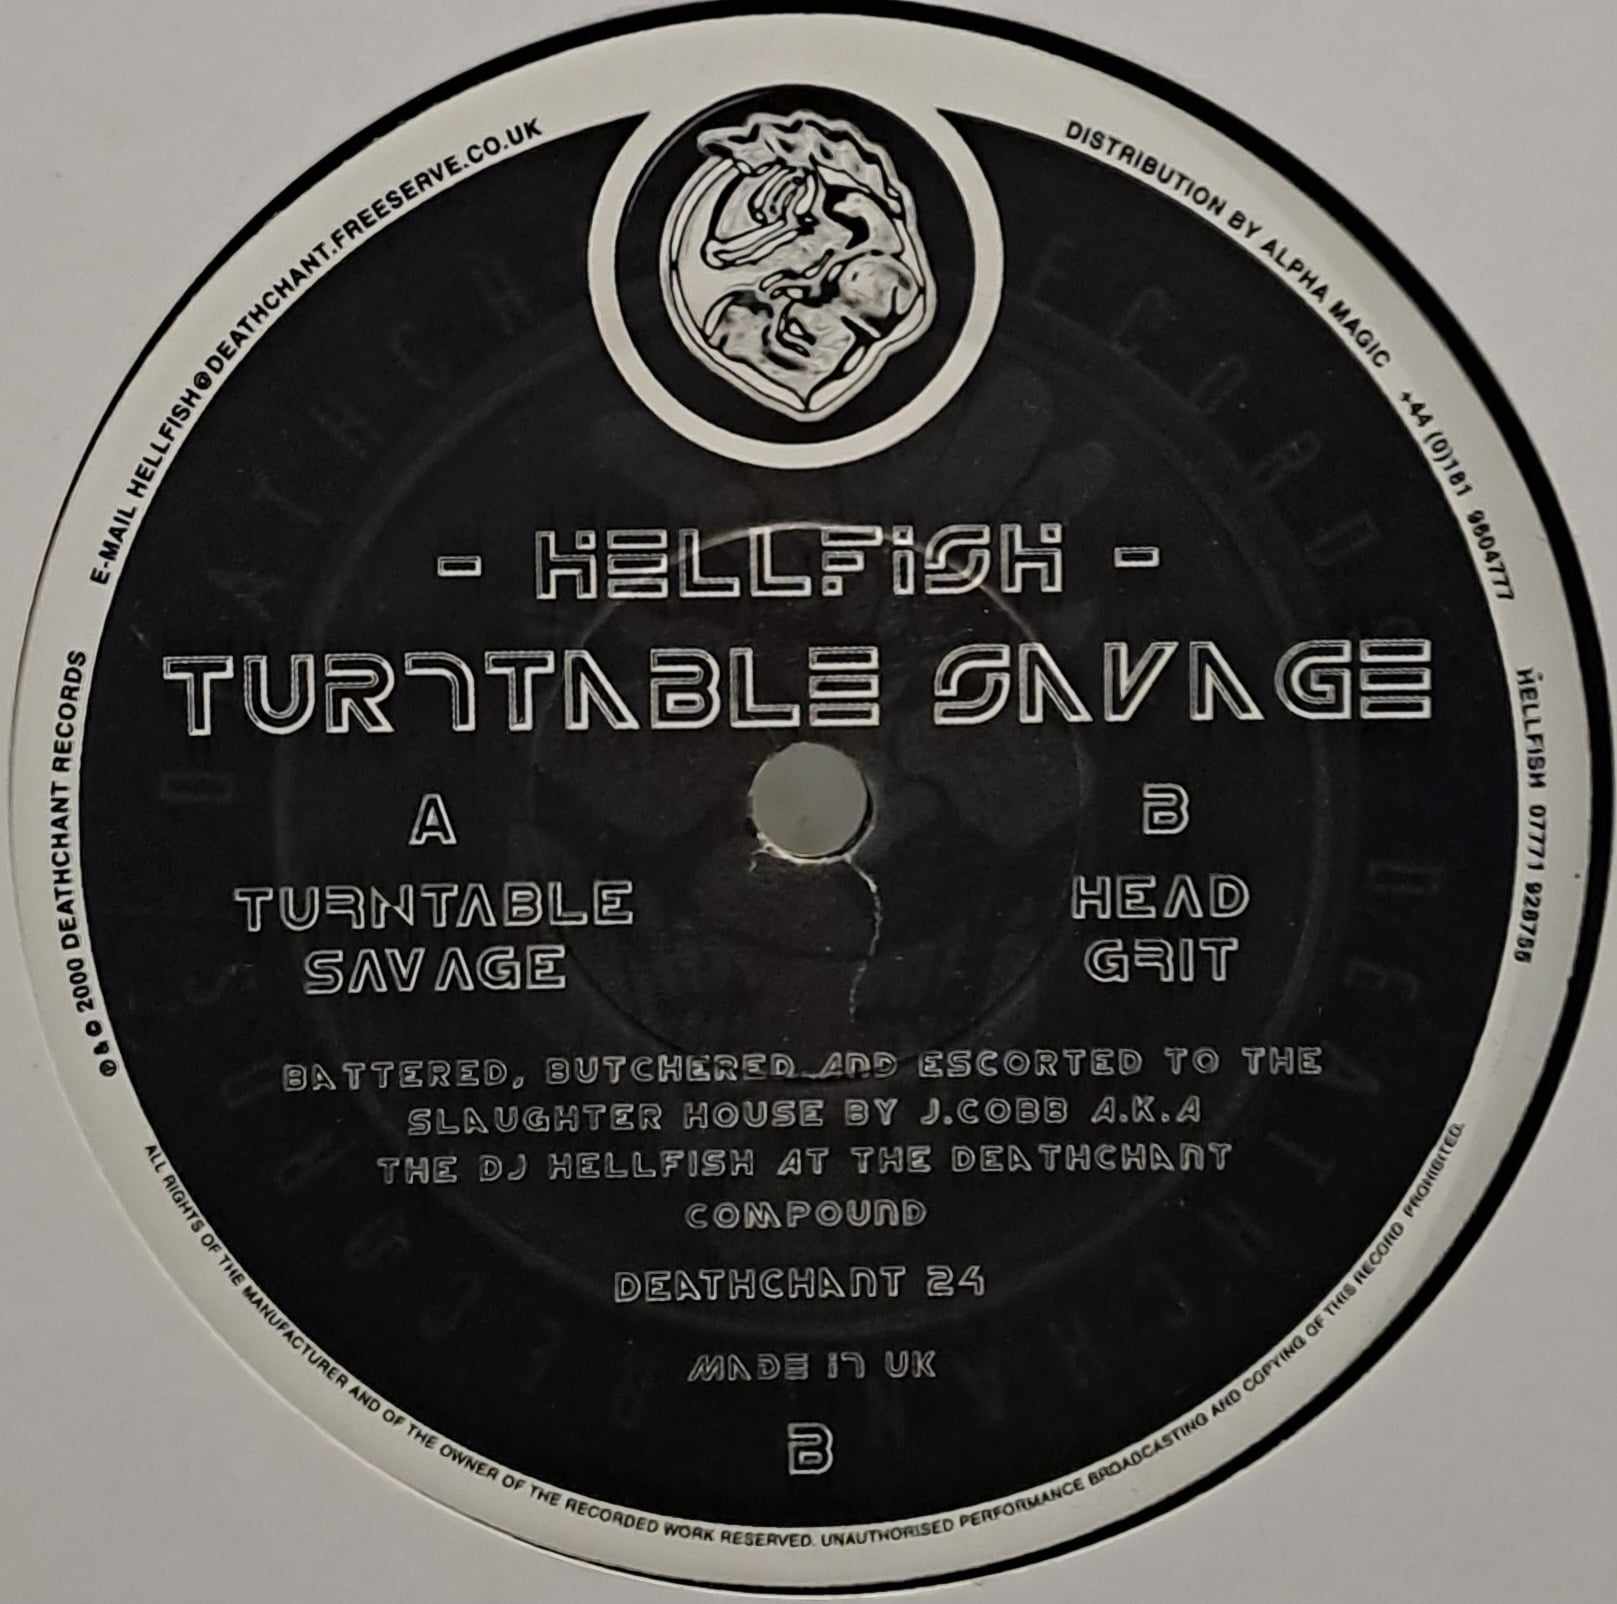 E-MAIL HELLFISH@DEATHCHANT.FREESERVE.CO.UK
DISTRIBUTION BY ALPHA MAGIC +44 (0)181 9604777
HELLFISH 07771 928756
℗ & © 2000 DEATHCHANT RECORDS
- HELLFISH -
TURNTABLE SAVAGE
A
TURNTABLE
SAVAGE
B
HEAD
GRIT
BATTERED, BUTCHERED AND ESCORTED TO THE
SLAUGHTER HOUSE BY J.COBB A.K.A
THE DJ HELLFISH AT THE DEATHCHANT
COMPOUND
DEATHCHANT 24
MADE IN UK
B
ALL RIGHTS OF THE MANUFACTURER AND OF THE OWNER OF THE RECORDED WORK RESERVED. UNAUTHORISED PERFORMANCE BROADCASTING AND COPYING OF THIS RECORD PROHIBITED.